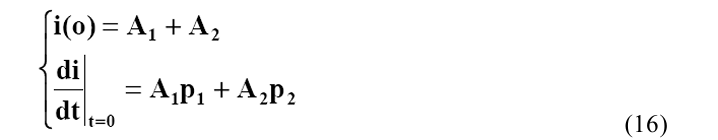 i(o) = A₁ + A₂
di/dt|t=0 = A₁p₁ + A₂p₂
(16)